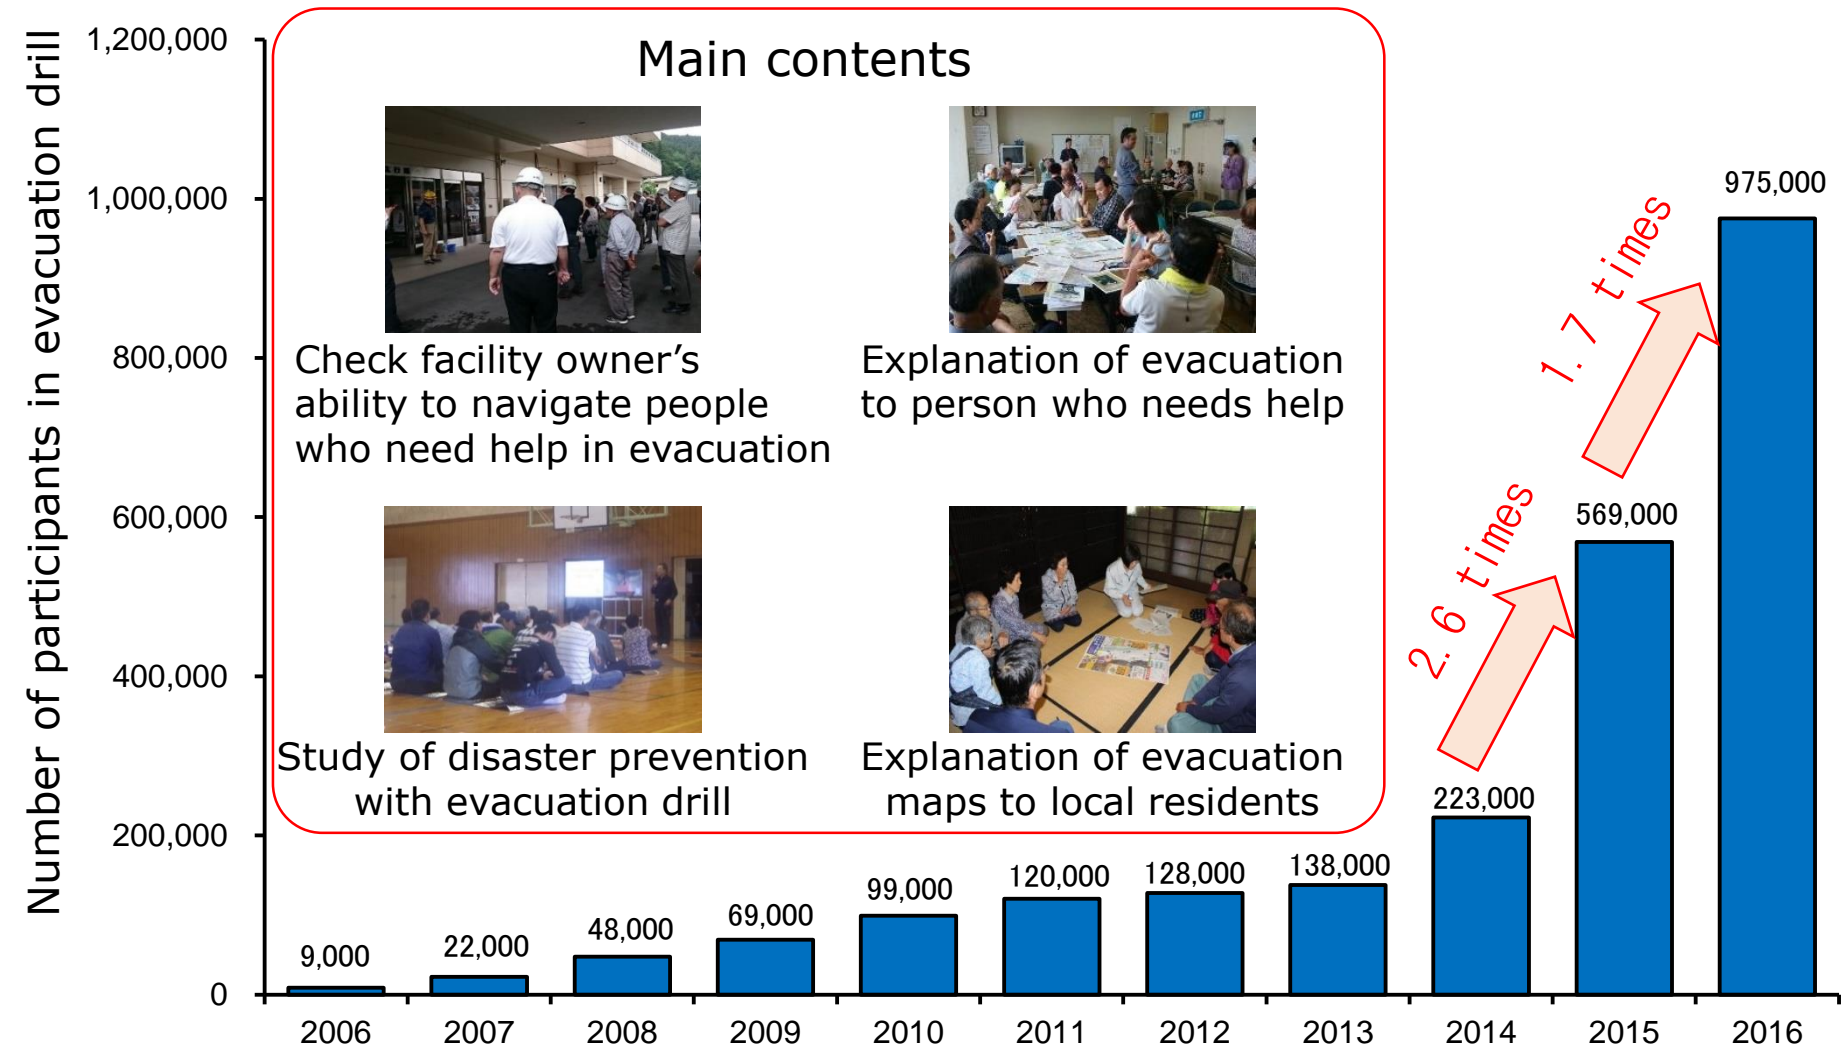 Number of participants in evacuation drill
1,200,000
1,000,000
800,000
600,000
400,000
200,000
0
Main contents
Check facility owner’s
ability to navigate people
who need help in evacuation
Explanation of evacuation
to person who needs help
Study of disaster prevention
with evacuation drill
Explanation of evacuation
maps to local residents
2.6 times
1.7 times
9,000
22,000
48,000
69,000
99,000
120,000
128,000
138,000
223,000
569,000
975,000
2006
2007
2008
2009
2010
2011
2012
2013
2014
2015
2016